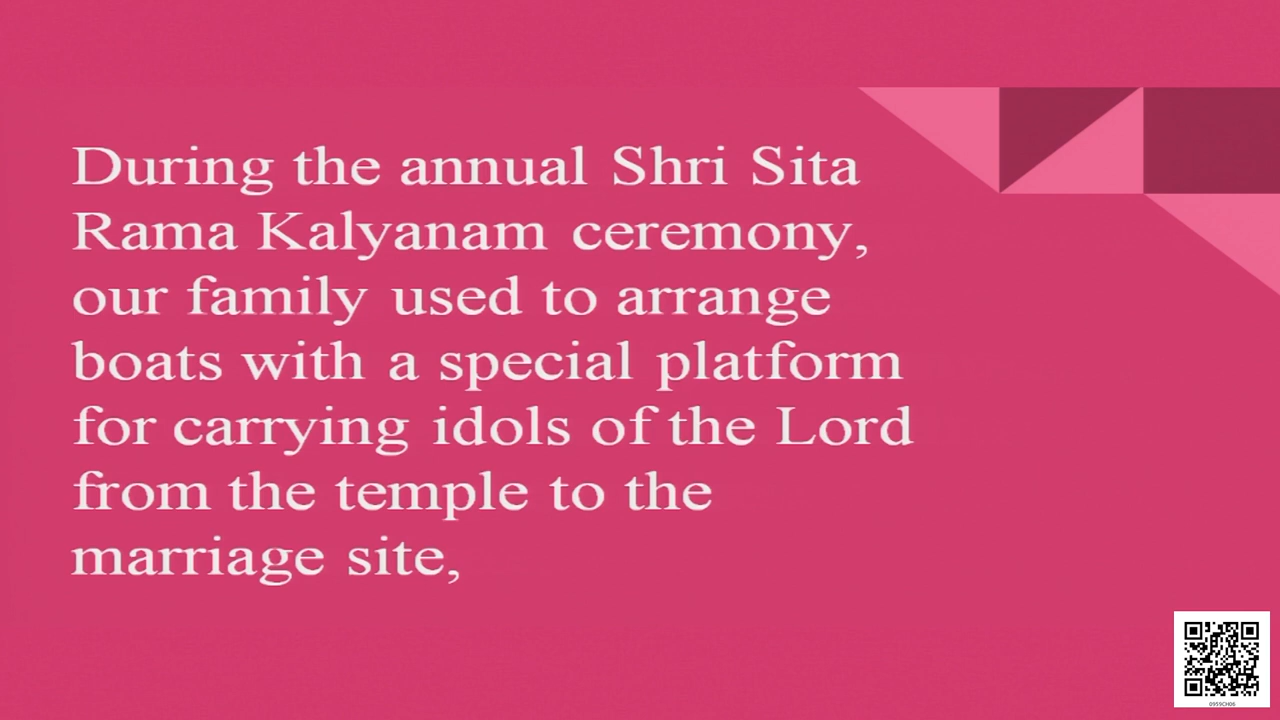 During the annual Shri Sita
Rama Kalyanam ceremony,
our family used to arrange
boats with a special platform
for carrying idols of the Lord
from the temple to the
marriage site,
0959CH06